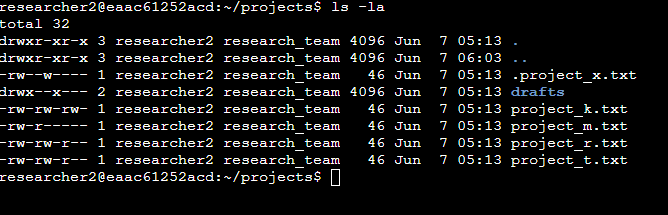 researcher2@eaac61252acd:~/projects$ ls -la
total 32
drwxr-xr-x 3 researcher2 research_team 4096 Jun  7 05:13 .
drwxr-xr-x 3 researcher2 research_team 4096 Jun  7 06:03 ..
-rw--w---- 1 researcher2 research_team   46 Jun  7 05:13 .project_x.txt
drwx--x--- 2 researcher2 research_team 4096 Jun  7 05:13 drafts
-rw-rw-rw- 1 researcher2 research_team   46 Jun  7 05:13 project_k.txt
-rw-r----- 1 researcher2 research_team   46 Jun  7 05:13 project_m.txt
-rw-rw-r-- 1 researcher2 research_team   46 Jun  7 05:13 project_r.txt
-rw-rw-r-- 1 researcher2 research_team   46 Jun  7 05:13 project_t.txt
researcher2@eaac61252acd:~/projects$